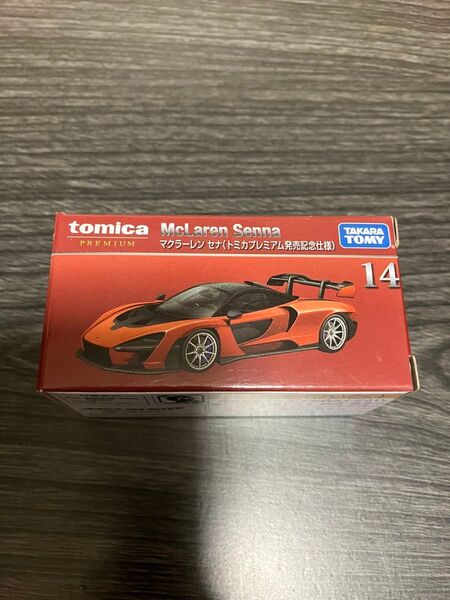 tomica
PREMIUM
McLaren Senna
マクラーレン セナ(トミカプレミアム発売記念仕様)
TAKARA
TOMY
14